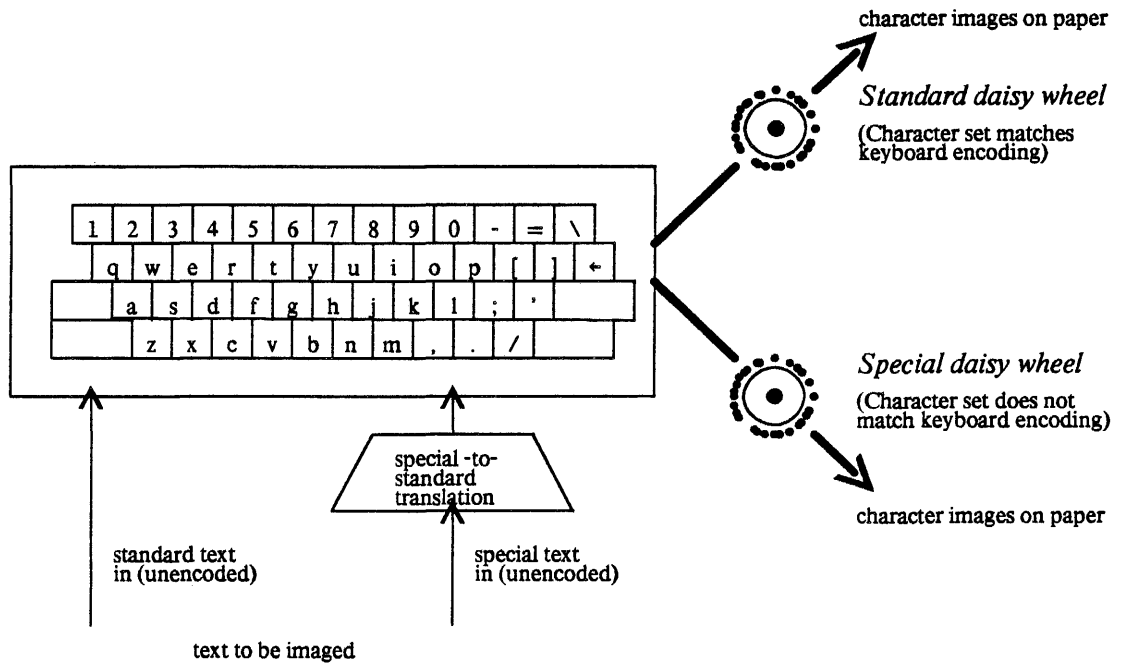 character images on paper
Standard daisy wheel
(Character set matches
keyboard encoding)
1 2 3 4 5 6 7 8 9 0 - = \
q w e r t y u i o p [ ] ←
a s d f g h j k l ; '
z x c v b n m , . /
Special daisy wheel
(Character set does not
match keyboard encoding)
character images on paper
special -to-
standard
translation
standard text
in (unencoded)
special text
in (unencoded)
text to be imaged